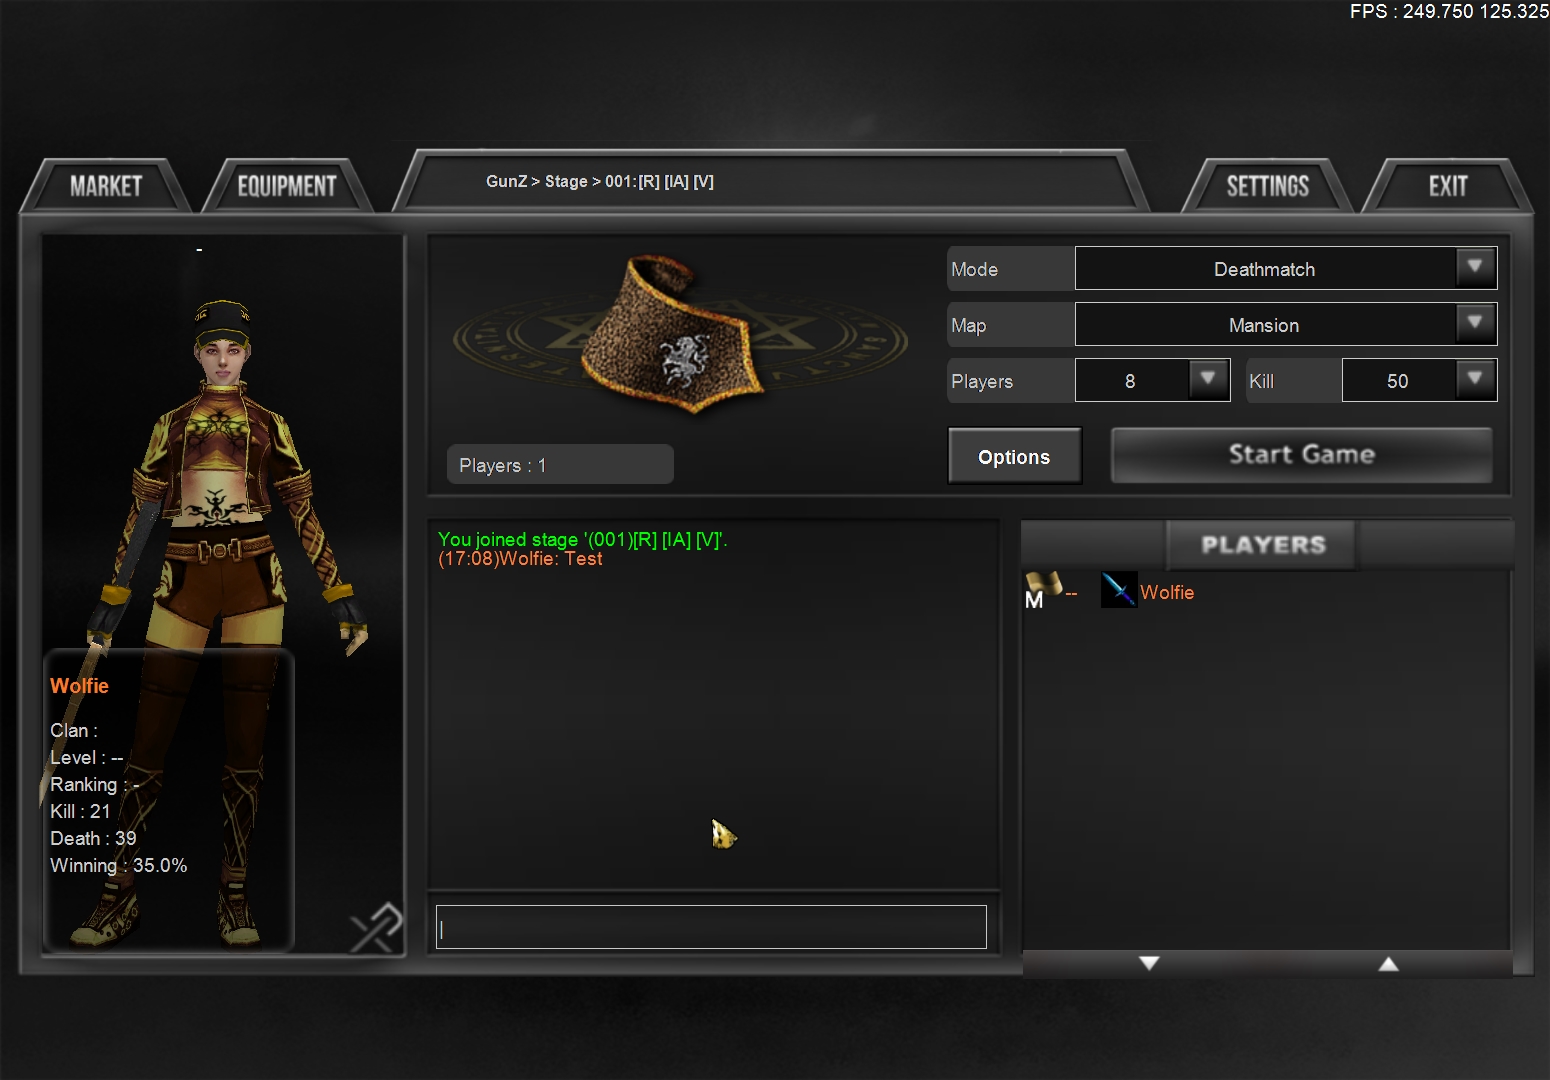 FPS : 249.750 125.325
MARKET
EQUIPMENT
GunZ > Stage > 001:[R] [IA] [V]
SETTINGS
EXIT
-
Mode
Deathmatch
Map
Mansion
Players
8
Kill
50
Players : 1
Options
Start Game
You joined stage '(001)[R] [IA] [V]'.
(17:08)Wolfie: Test
PLAYERS
M -- Wolfie
Wolfie
Clan :
Level : --
Ranking : -
Kill : 21
Death : 39
Winning : 35.0%